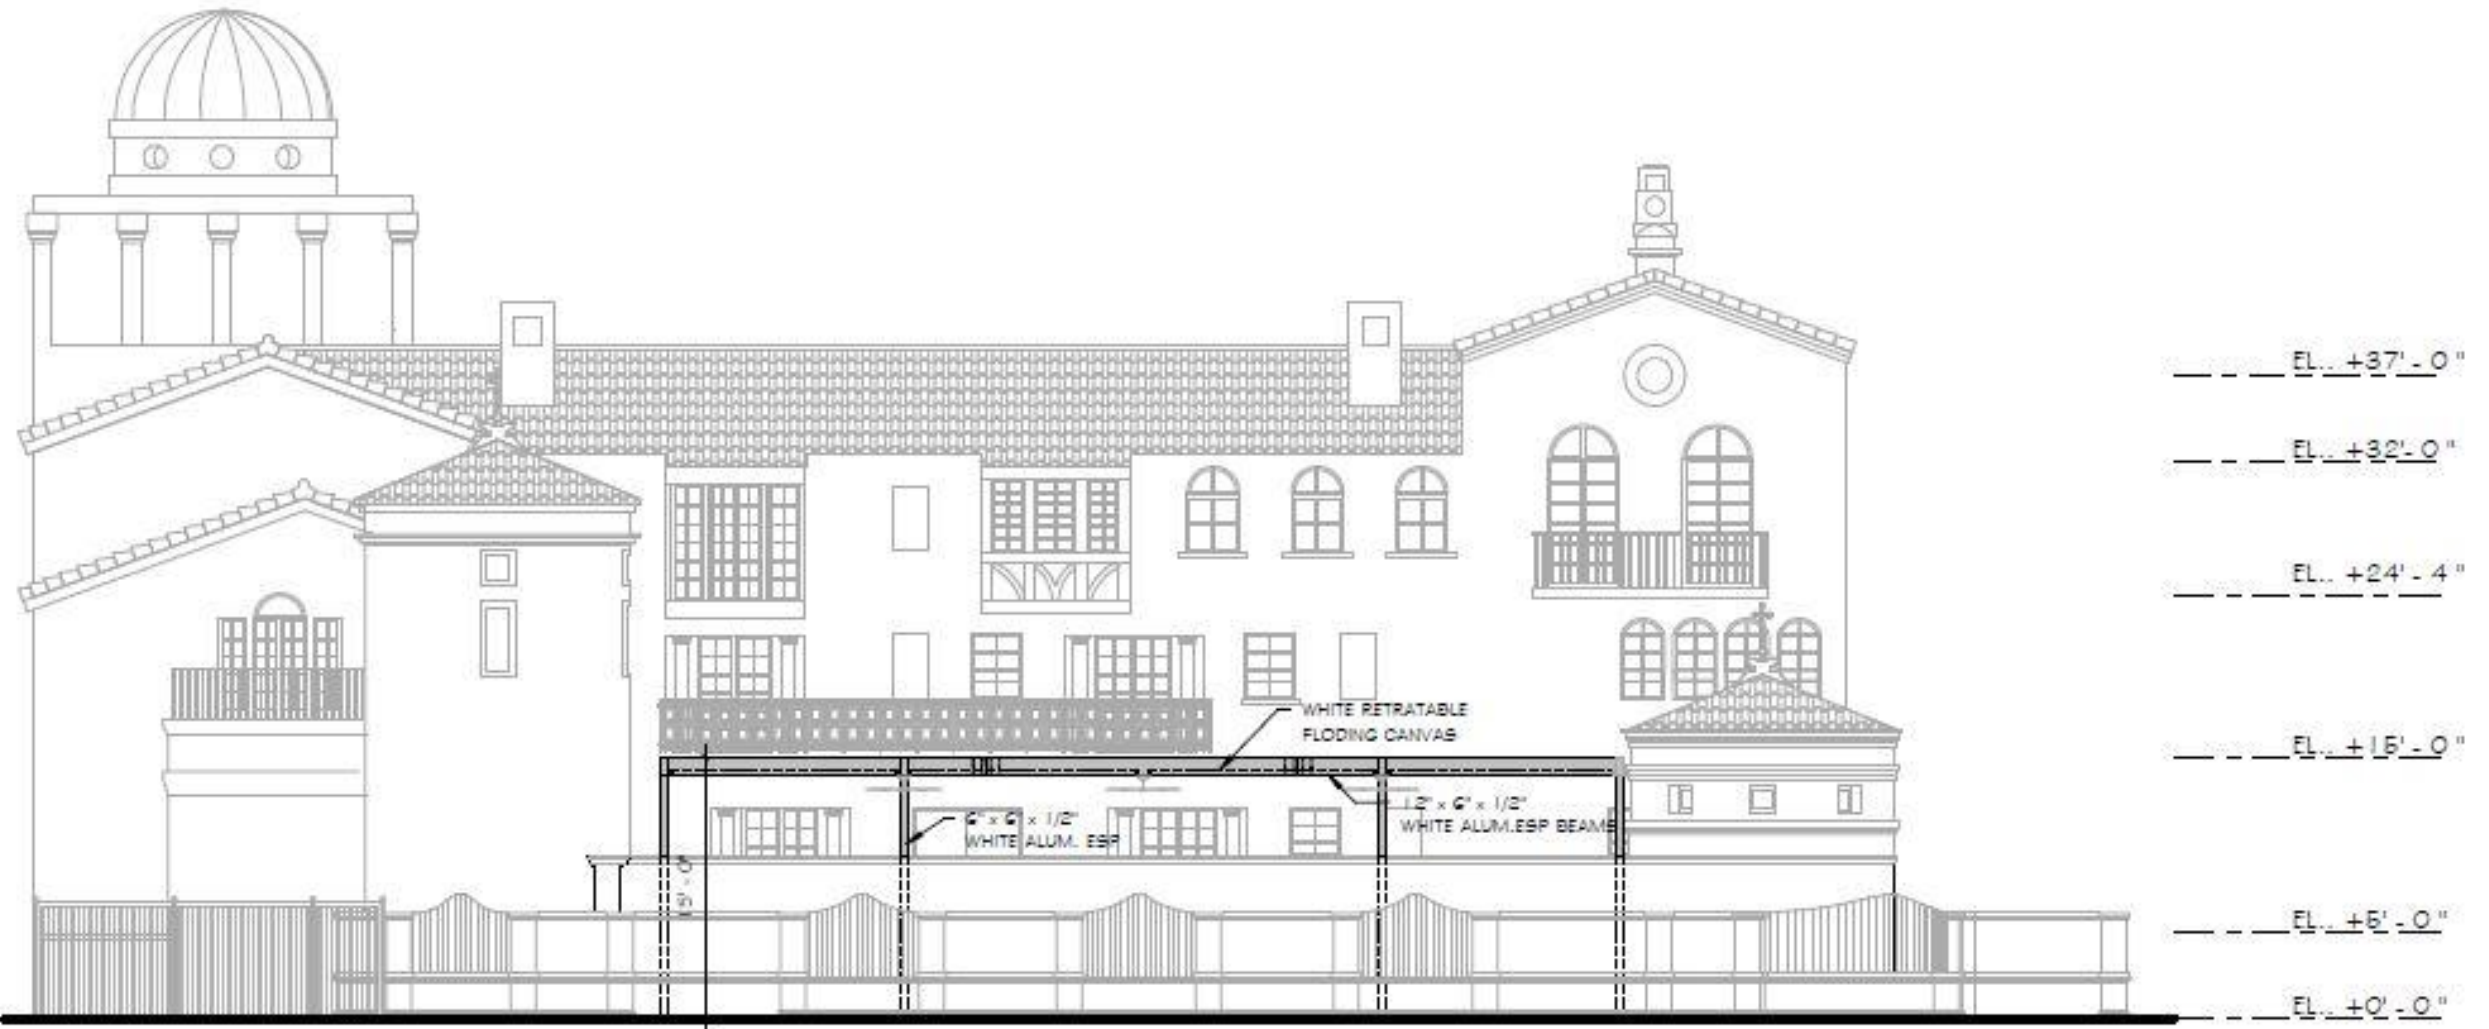 EL.. +37' - 0"
EL.. +32'- 0"
EL.. +24' - 4"
WHITE RETRATABLE
FLODING CANVAS
EL.. +15' - 0"
12" x 6" x 1/2"
WHITE ALUM.ESP BEAMS
6" x 6" x 1/2"
WHITE ALUM. ESP
15' - 0"
EL.. +5' - 0"
EL.. +0' - 0"